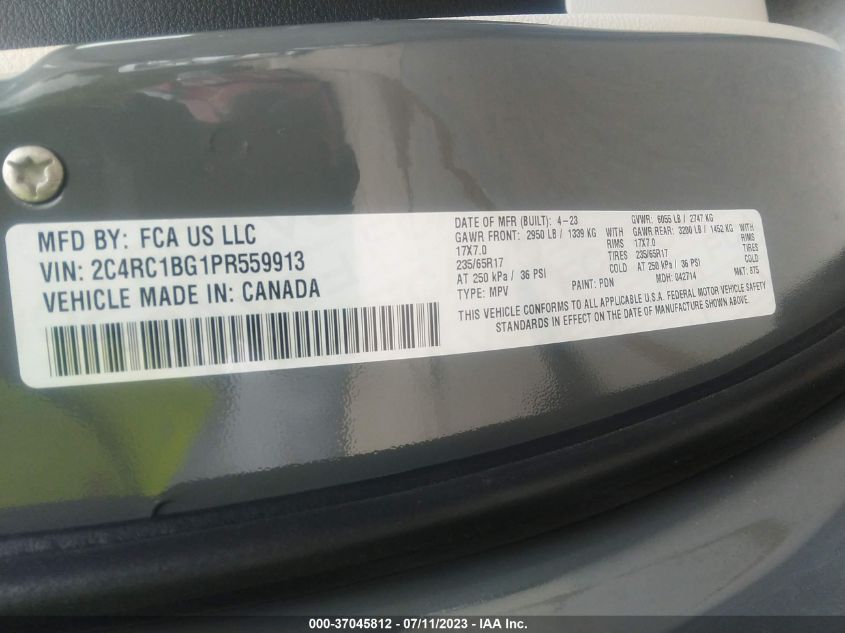 MFD BY: FCA US LLC
VIN: 2C4RC1BG1PR559913
VEHICLE MADE IN: CANADA
DATE OF MFR (BUILT): 4-23 GVWR: 6055 LB / 2747 KG
GAWR FRONT: 2950 LB / 1339 KG WITH GAWR REAR: 3200 LB / 1452 KG WITH
17X7.0 RIMS 17X7.0 RIMS
235/65R17 TIRES 235/65R17 TIRES
AT 250 kPa / 36 PSI COLD AT 250 kPa / 36 PSI COLD
TYPE: MPV PAINT: PDN MDH: 042714 MKT: 87S
THIS VEHICLE CONFORMS TO ALL APPLICABLE U.S.A. FEDERAL MOTOR VEHICLE SAFETY
STANDARDS IN EFFECT ON THE DATE OF MANUFACTURE SHOWN ABOVE.
000-37045812 - 07/11/2023 - IAA Inc.